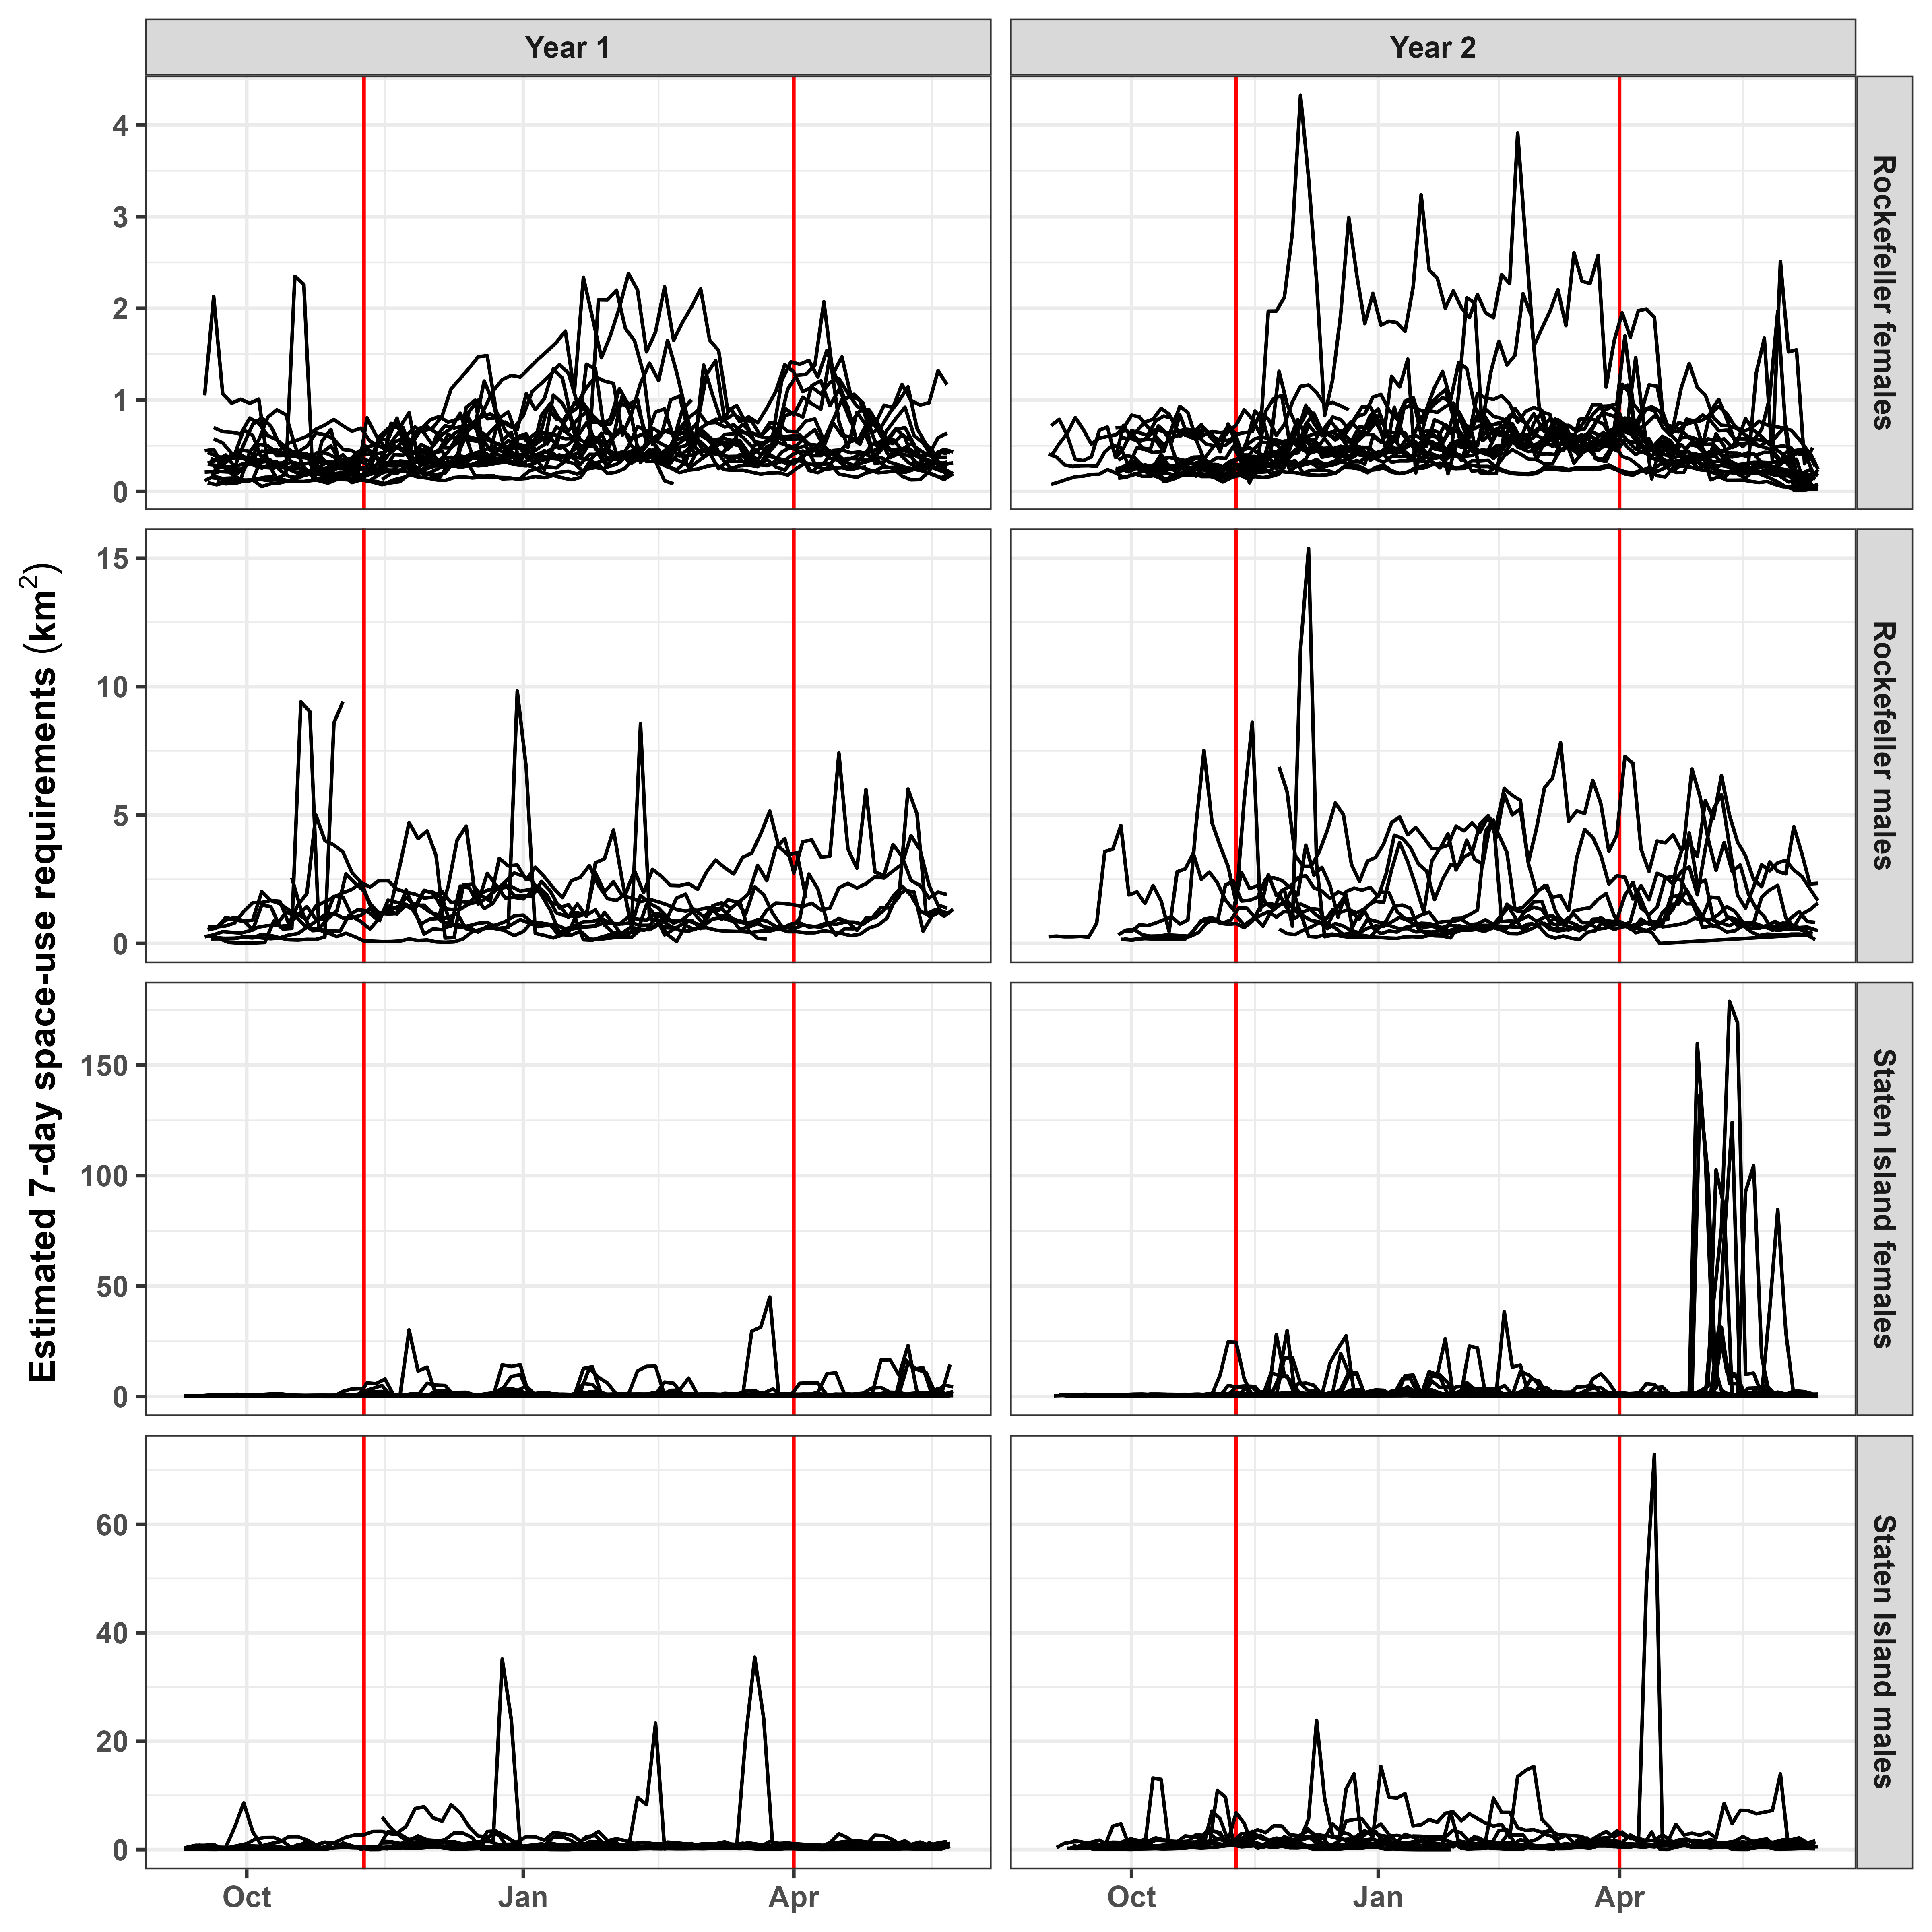 Year 1
Year 2
Estimated 7-day space-use requirements (km²)
4
3
2
1
0
Rockefeller females
15
10
5
0
Rockefeller males
150
100
50
0
Staten Island females
60
40
20
0
Staten Island males
Oct
Jan
Apr
Oct
Jan
Apr